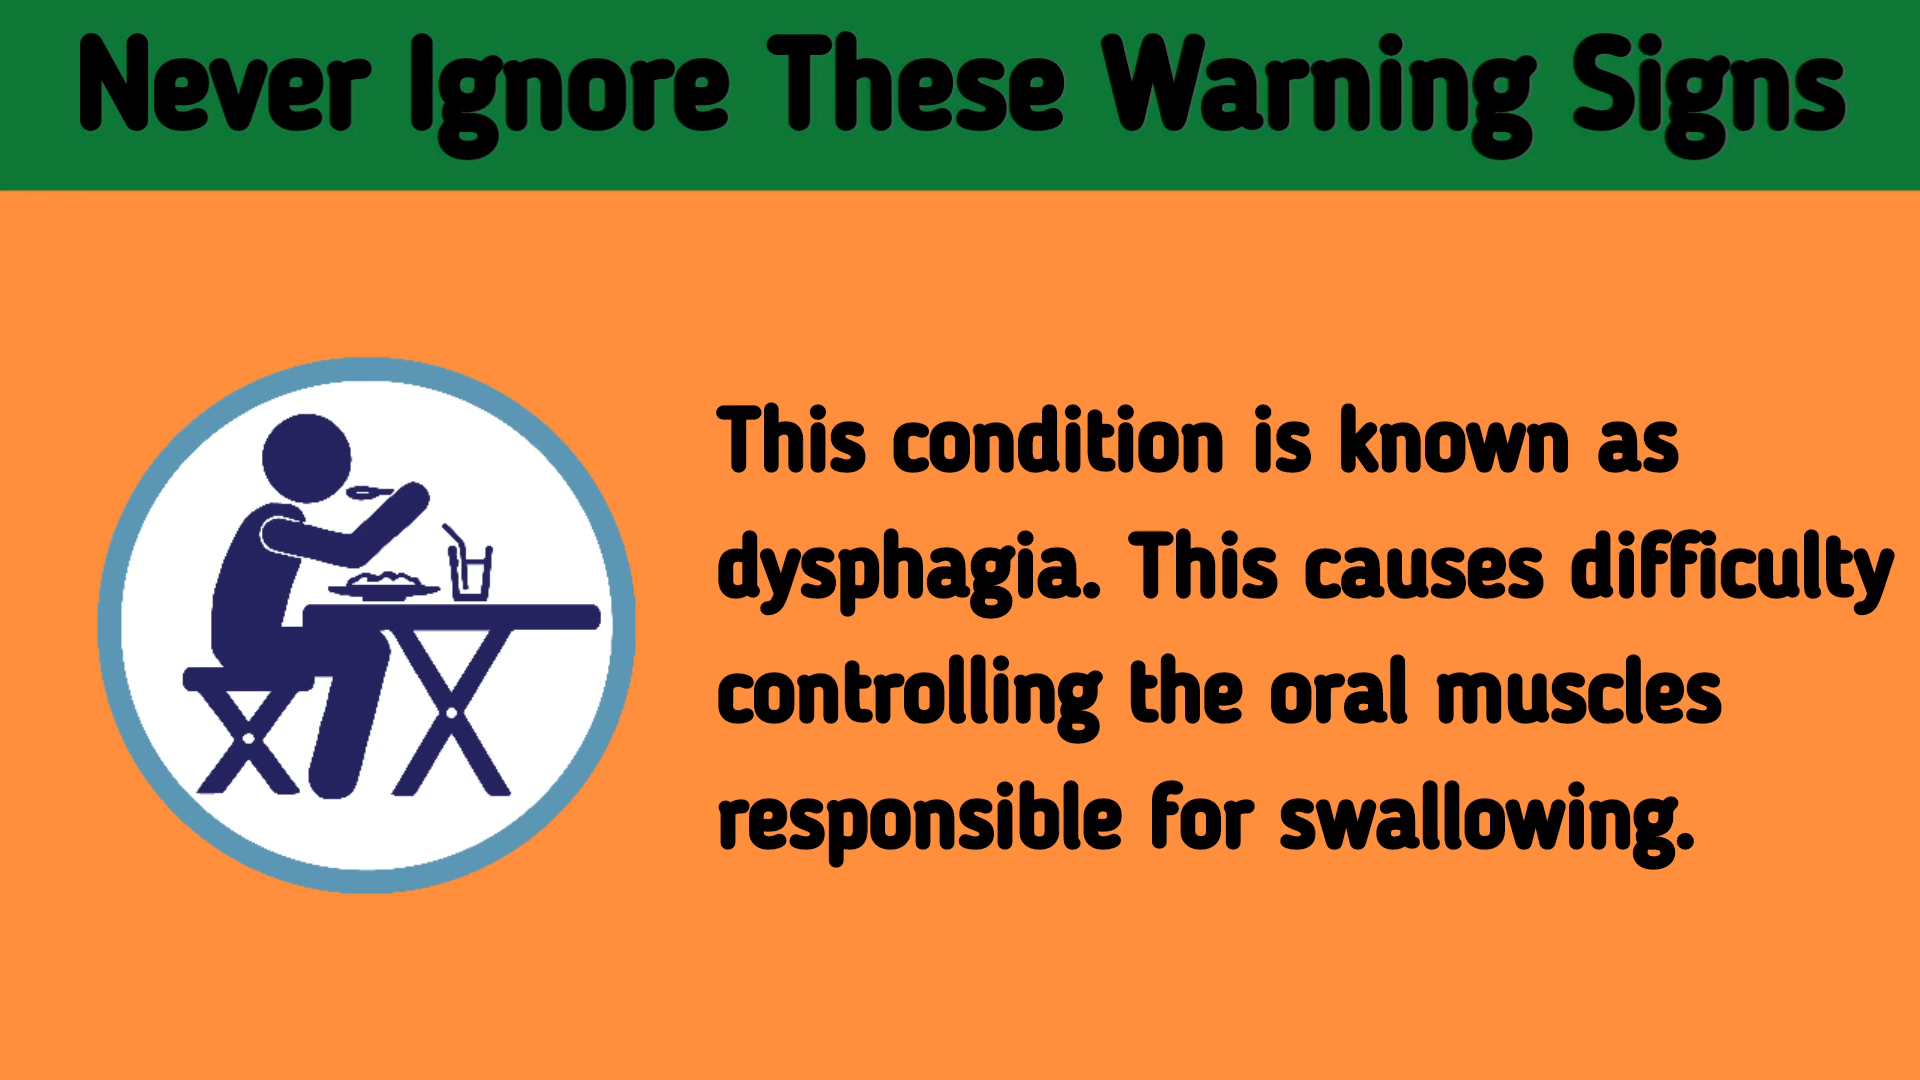 Never Ignore These Warning Signs
This condition is known as
dysphagia. This causes difficulty
controlling the oral muscles
responsible for swallowing.